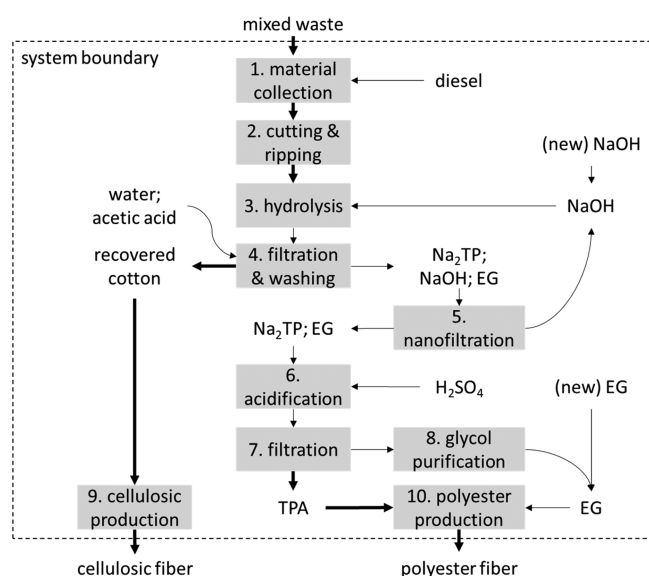 mixed waste
system boundary
1. material
collection
diesel
2. cutting &
ripping
(new) NaOH
water;
acetic acid
3. hydrolysis
NaOH
recovered
cotton
4. filtration
& washing
Na₂TP;
NaOH; EG
5.
nanofiltration
Na₂TP; EG
6.
acidification
H₂SO₄
(new) EG
7. filtration
8. glycol
purification
9. cellulosic
production
TPA
10. polyester
production
EG
cellulosic fiber
polyester fiber